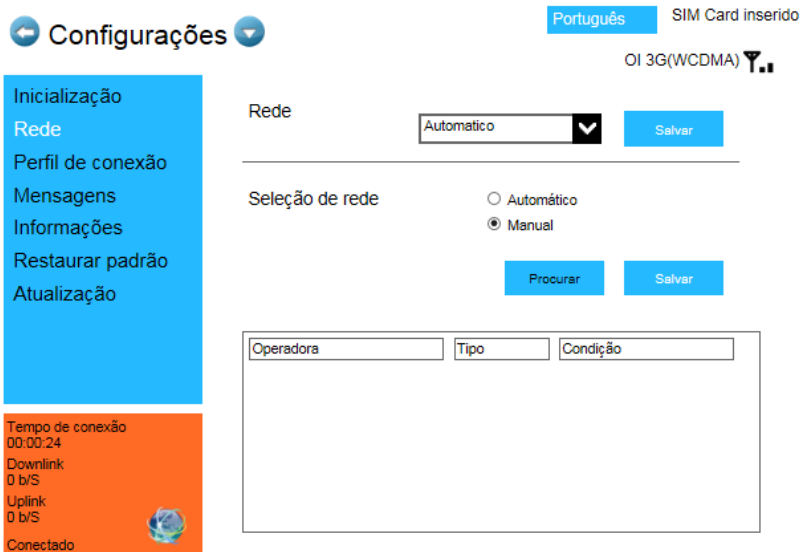 Configurações
Português
SIM Card inserido
OI 3G(WCDMA)
Inicialização
Rede
Perfil de conexão
Mensagens
Informações
Restaurar padrão
Atualização
Rede
Automatico
Salvar
Seleção de rede
Automático
Manual
Procurar
Salvar
Operadora
Tipo
Condição
Tempo de conexão
00:00:24
Downlink
0 b/S
Uplink
0 b/S
Conectado